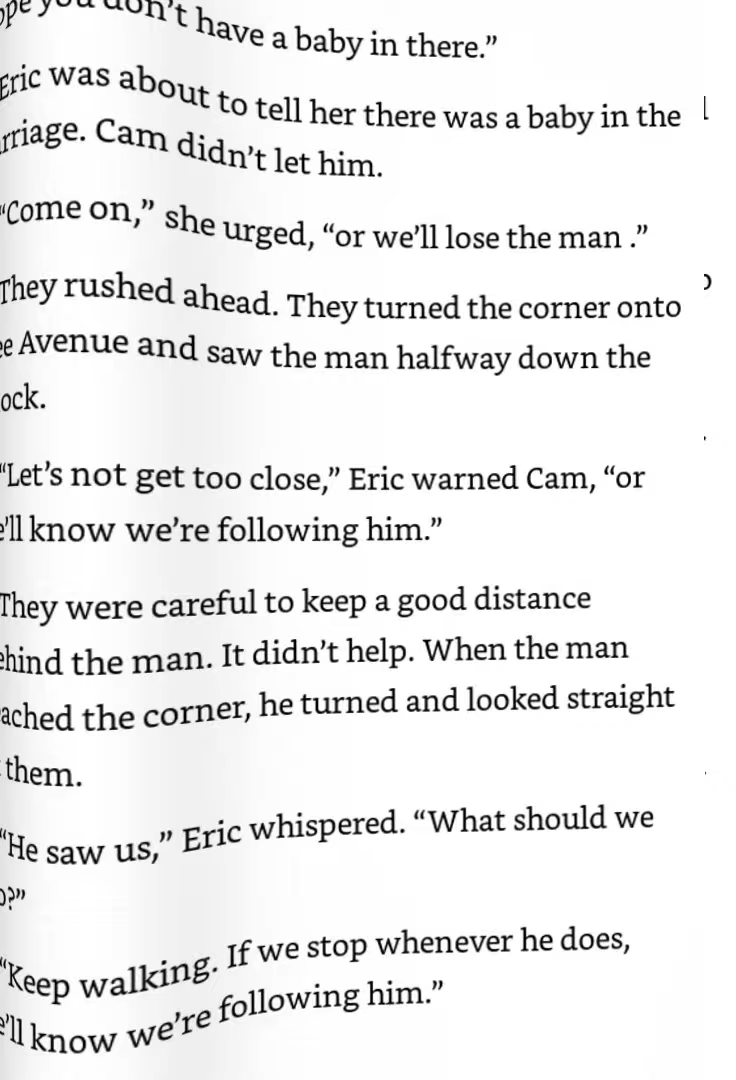 you don't have a baby in there.”
Eric was about to tell her there was a baby in the
rriage. Cam didn't let him.
“Come on,” she urged, “or we'll lose the man .”
They rushed ahead. They turned the corner onto
ee Avenue and saw the man halfway down the
ock.
“Let's not get too close,” Eric warned Cam, “or
e'll know we're following him.”
They were careful to keep a good distance
ehind the man. It didn't help. When the man
ached the corner, he turned and looked straight
them.
“He saw us,” Eric whispered. “What should we
o?”
“Keep walking. If we stop whenever he does,
e'll know we're following him.”